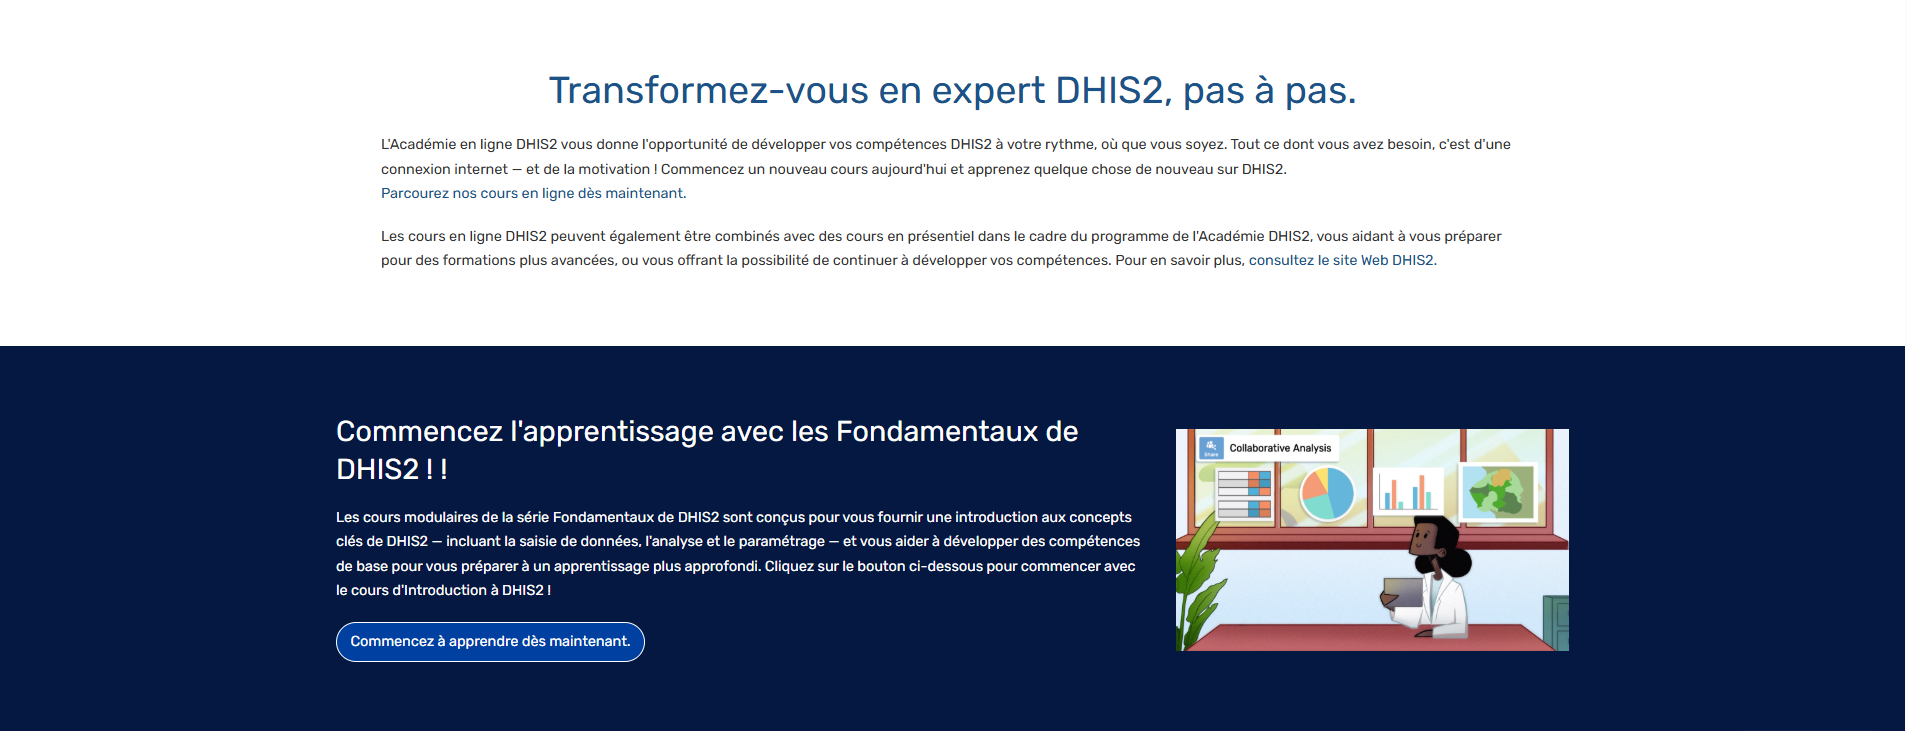 Transformez-vous en expert DHIS2, pas à pas.
L'Académie en ligne DHIS2 vous donne l'opportunité de développer vos compétences DHIS2 à votre rythme, où que vous soyez. Tout ce dont vous avez besoin, c'est d'une
connexion internet — et de la motivation ! Commencez un nouveau cours aujourd'hui et apprenez quelque chose de nouveau sur DHIS2.
Parcourez nos cours en ligne dès maintenant.
Les cours en ligne DHIS2 peuvent également être combinés avec des cours en présentiel dans le cadre du programme de l'Académie DHIS2, vous aidant à vous préparer
pour des formations plus avancées, ou vous offrant la possibilité de continuer à développer vos compétences. Pour en savoir plus, consultez le site Web DHIS2.
Commencez l'apprentissage avec les Fondamentaux de
DHIS2 ! !
Les cours modulaires de la série Fondamentaux de DHIS2 sont conçus pour vous fournir une introduction aux concepts
clés de DHIS2 — incluant la saisie de données, l'analyse et le paramétrage — et vous aider à développer des compétences
de base pour vous préparer à un apprentissage plus approfondi. Cliquez sur le bouton ci-dessous pour commencer avec
le cours d'Introduction à DHIS2 !
Commencez à apprendre dès maintenant.
Share
Collaborative Analysis